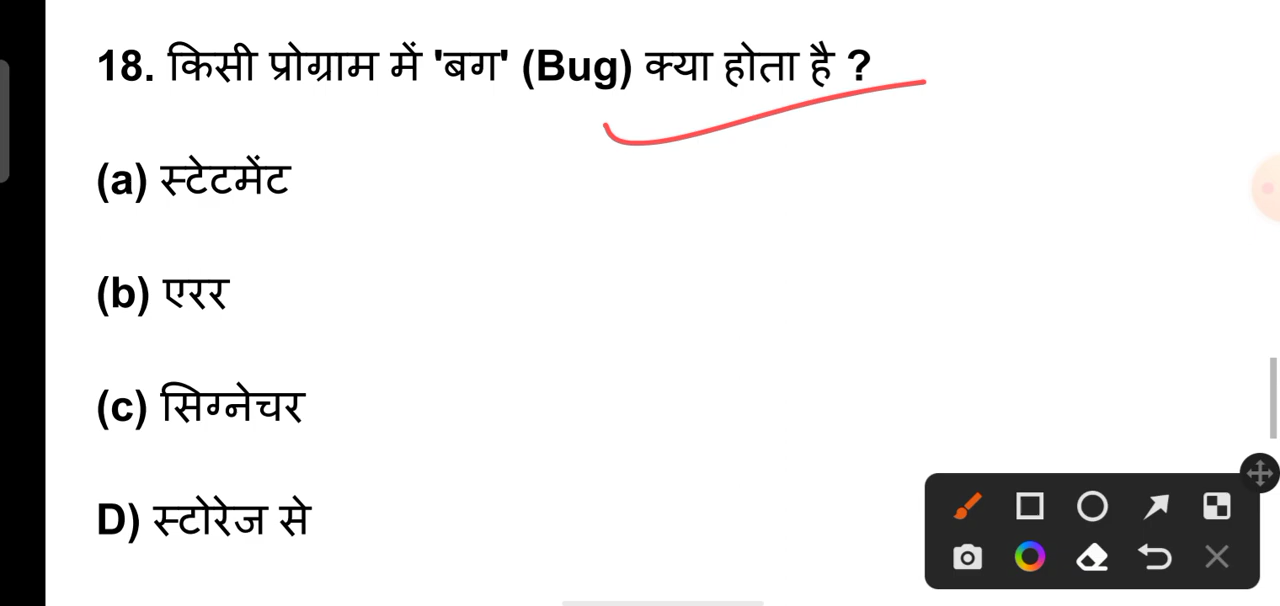 18. किसी प्रोग्राम में 'बग' (Bug) क्या होता है ?
(a) स्टेटमेंट
(b) एरर
(c) सिग्नेचर
D) स्टोरेज से